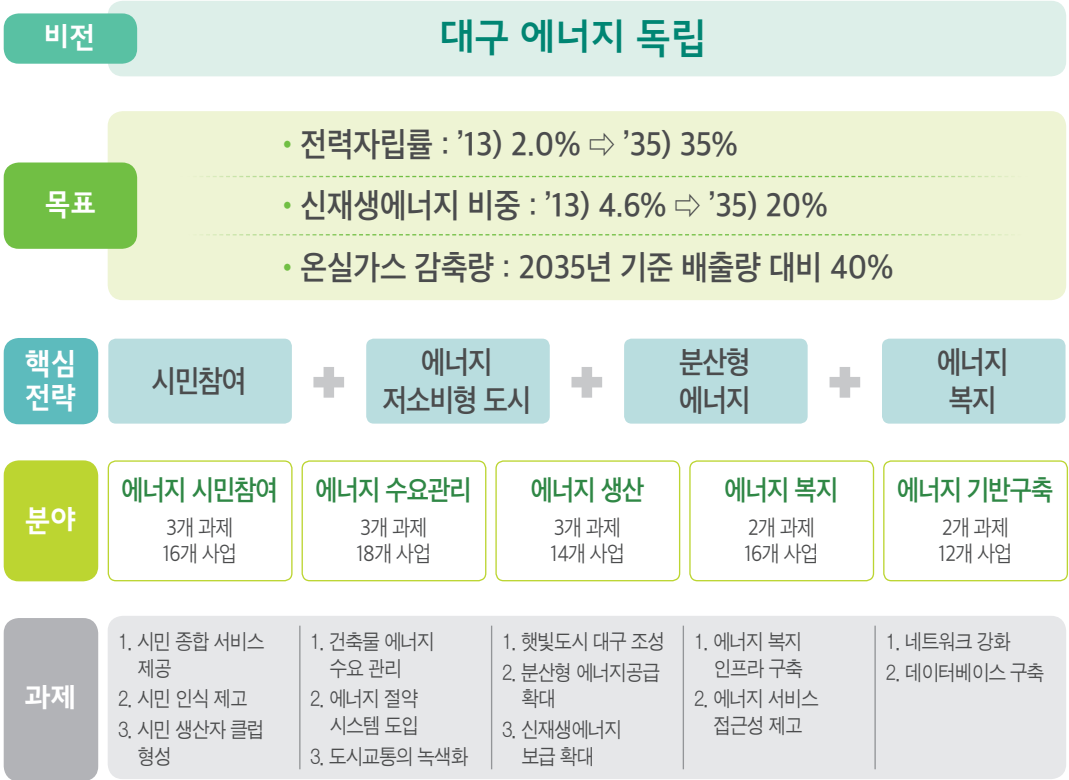 비전
대구 에너지 독립
목표
• 전력자립률 : ’13) 2.0% ⇨ ’35) 35%
• 신재생에너지 비중 : ’13) 4.6% ⇨ ’35) 20%
• 온실가스 감축량 : 2035년 기준 배출량 대비 40%
핵심
전략
시민참여
에너지
저소비형 도시
분산형
에너지
에너지
복지
분야
에너지 시민참여
3개 과제
16개 사업
에너지 수요관리
3개 과제
18개 사업
에너지 생산
3개 과제
14개 사업
에너지 복지
2개 과제
16개 사업
에너지 기반구축
2개 과제
12개 사업
과제
1. 시민 종합 서비스
제공
2. 시민 인식 제고
3. 시민 생산자 클럽
형성
1. 건축물 에너지
수요 관리
2. 에너지 절약
시스템 도입
3. 도시교통의 녹색화
1. 햇빛도시 대구 조성
2. 분산형 에너지공급
확대
3. 신재생에너지
보급 확대
1. 에너지 복지
인프라 구축
2. 에너지 서비스
접근성 제고
1. 네트워크 강화
2. 데이터베이스 구축